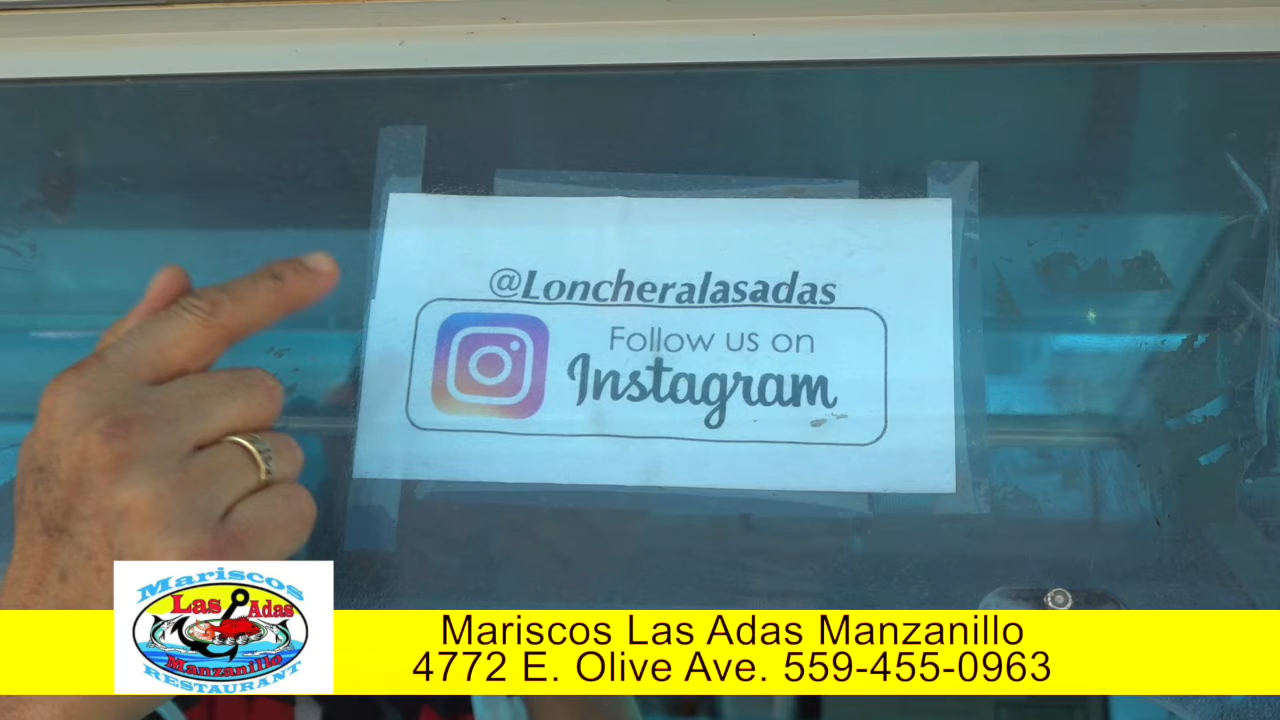 @Loncheralasadas
Follow us on
Instagram
Mariscos
Las Adas
Manzanillo
RESTAURANT
Mariscos Las Adas Manzanillo
4772 E. Olive Ave. 559-455-0963